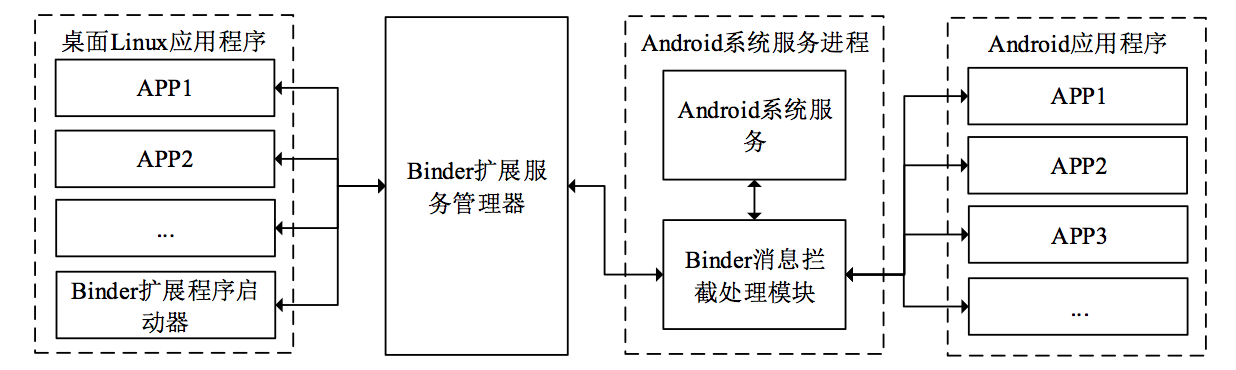 桌面Linux应用程序
APP1
APP2
...
Binder扩展程序启
动器
Binder扩展服
务管理器
Android系统服务进程
Android系统服
务
Binder消息拦
截处理模块
Android应用程序
APP1
APP2
APP3
...